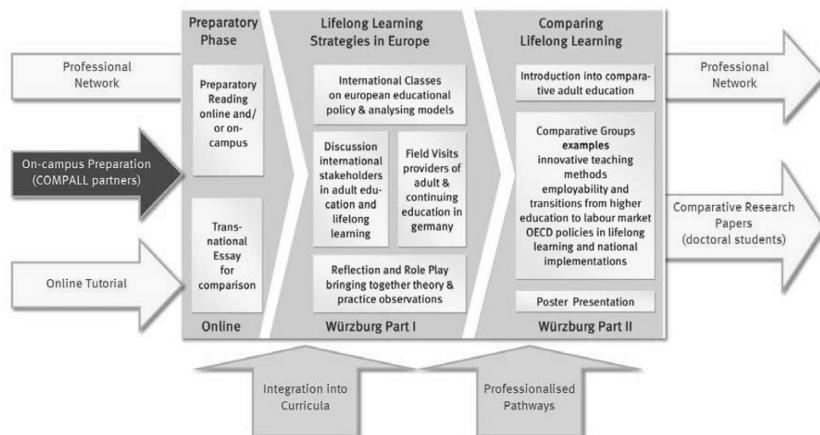 Preparatory
Phase
Lifelong Learning
Strategies in Europe
Comparing
Lifelong Learning
Professional
Network
On-campus Preparation
(COMPALL partners)
Online Tutorial
Preparatory
Reading
online and/
or on-
campus
Trans-
national
Essay
for
comparison
Online
International Classes
on european educational
policy & analysing models
Discussion
international
stakeholders
in adult edu-
cation and
lifelong
learning
Field Visits
providers of
adult &
continuing
education in
germany
Reflection and Role Play
bringing together theory &
practice observations
Würzburg Part I
Introduction into compara-
tive adult education
Comparative Groups
examples
innovative teaching
methods
employability and
transitions from higher
education to labour market
OECD policies in lifelong
learning and national
implementations
Poster Presentation
Würzburg Part II
Professional
Network
Comparative Research
Papers
(doctoral students)
Integration into
Curricula
Professionalised
Pathways